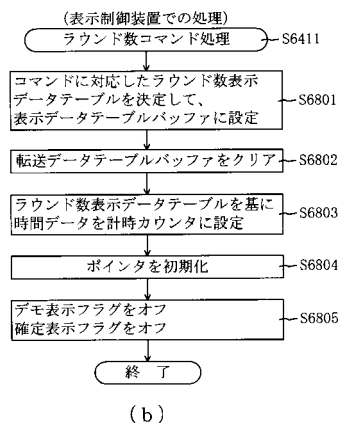 (表示制御装置での処理)
ラウンド数コマンド処理
S6411
コマンドに対応したラウンド数表示
データテーブルを決定して、
表示データテーブルバッファに設定
S6801
転送データテーブルバッファをクリア
S6802
ラウンド数表示データテーブルを基に
時間データを計時カウンタに設定
S6803
ポインタを初期化
S6804
デモ表示フラグをオフ
確定表示フラグをオフ
S6805
終 了
(b)